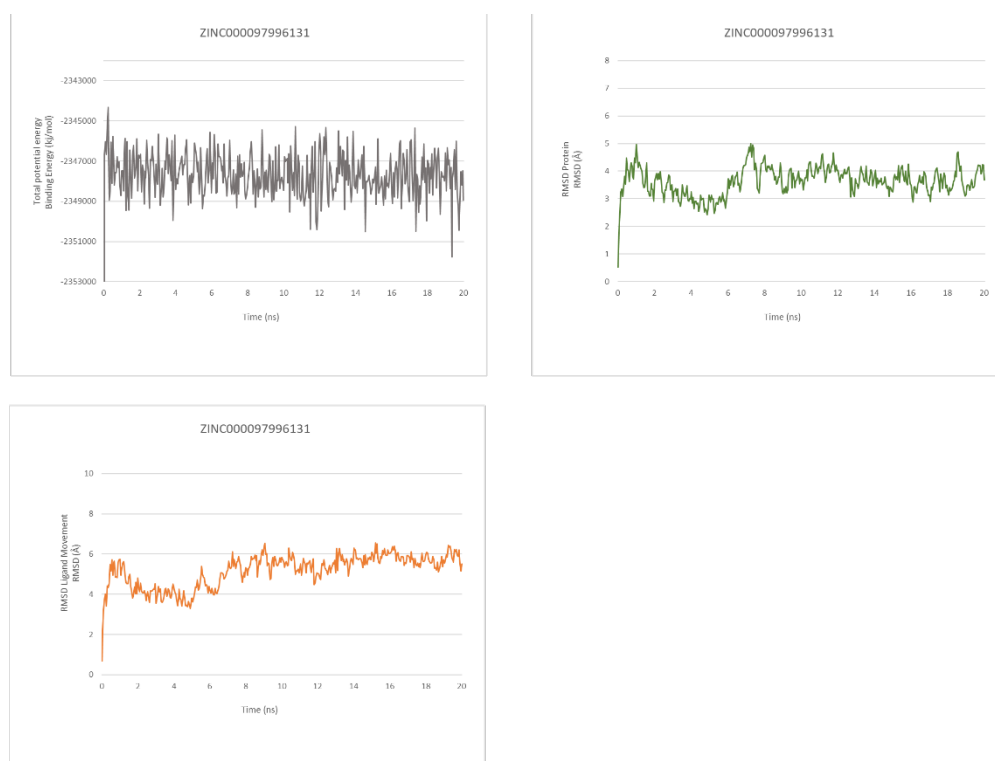 ZINC000097996131
Total potential energy
Binding Energy (kj/mol)
-2343000
-2345000
-2347000
-2349000
-2351000
-2353000
0 2 4 6 8 10 12 14 16 18 20
Time (ns)
ZINC000097996131
RMSD Protein
RMSD (Å)
8
7
6
5
4
3
2
1
0
0 2 4 6 8 10 12 14 16 18 20
Time (ns)
ZINC000097996131
RMSD Ligand Movement
RMSD (Å)
10
8
6
4
2
0
0 2 4 6 8 10 12 14 16 18 20
Time (ns)